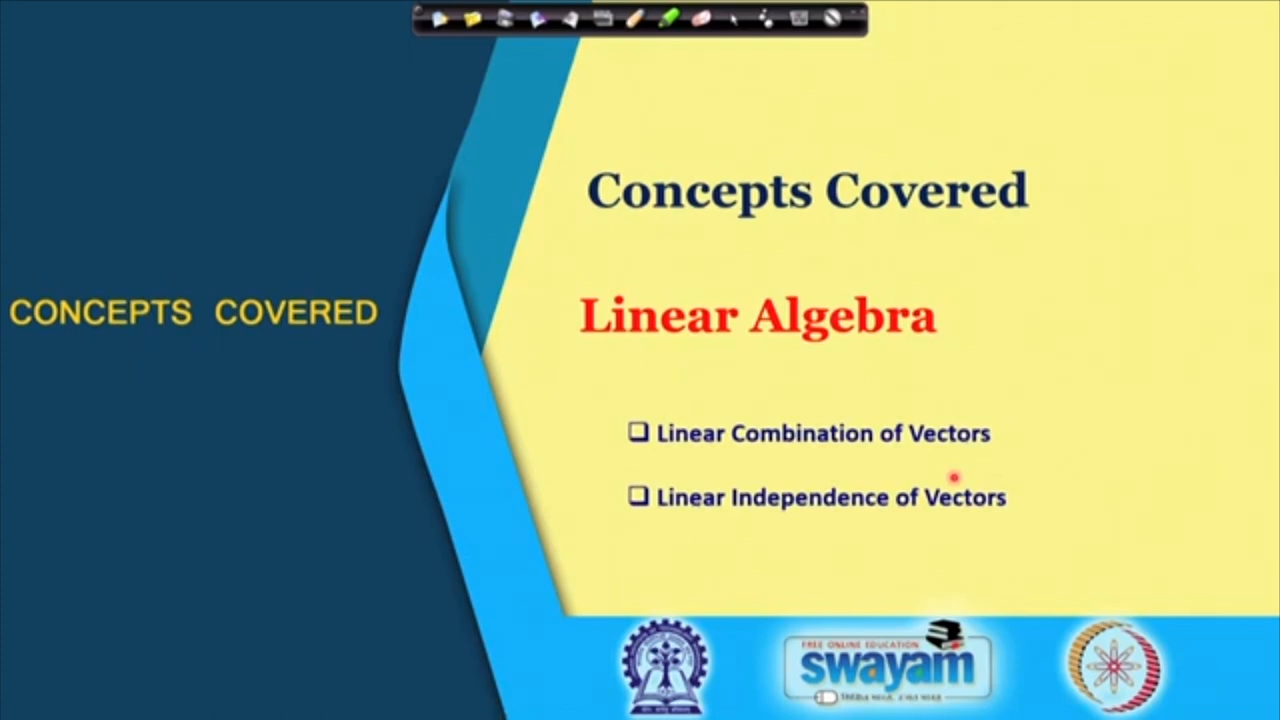 CONCEPTS COVERED
Concepts Covered
Linear Algebra
Linear Combination of Vectors
Linear Independence of Vectors
FREE ONLINE EDUCATION
swayam